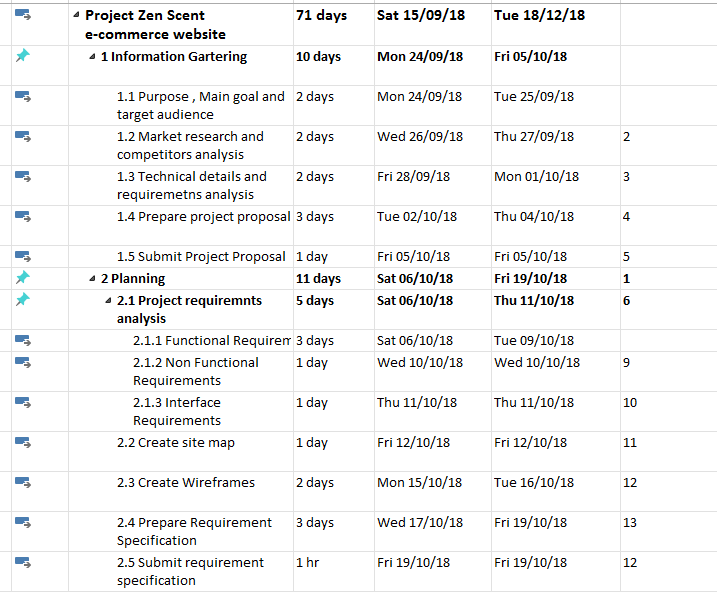 Project Zen Scent 71 days Sat 15/09/18 Tue 18/12/18
e-commerce website
1 Information Gartering 10 days Mon 24/09/18 Fri 05/10/18
1.1 Purpose , Main goal and 2 days Mon 24/09/18 Tue 25/09/18
target audience
1.2 Market research and 2 days Wed 26/09/18 Thu 27/09/18 2
competitors analysis
1.3 Technical details and 2 days Fri 28/09/18 Mon 01/10/18 3
requiremetns analysis
1.4 Prepare project proposal 3 days Tue 02/10/18 Thu 04/10/18 4
1.5 Submit Project Proposal 1 day Fri 05/10/18 Fri 05/10/18 5
2 Planning 11 days Sat 06/10/18 Fri 19/10/18 1
2.1 Project requiremnts 5 days Sat 06/10/18 Thu 11/10/18 6
analysis
2.1.1 Functional Requirem 3 days Sat 06/10/18 Tue 09/10/18
2.1.2 Non Functional 1 day Wed 10/10/18 Wed 10/10/18 9
Requirements
2.1.3 Interface 1 day Thu 11/10/18 Thu 11/10/18 10
Requirements
2.2 Create site map 1 day Fri 12/10/18 Fri 12/10/18 11
2.3 Create Wireframes 2 days Mon 15/10/18 Tue 16/10/18 12
2.4 Prepare Requirement 3 days Wed 17/10/18 Fri 19/10/18 13
Specification
2.5 Submit requirement 1 hr Fri 19/10/18 Fri 19/10/18 12
specification